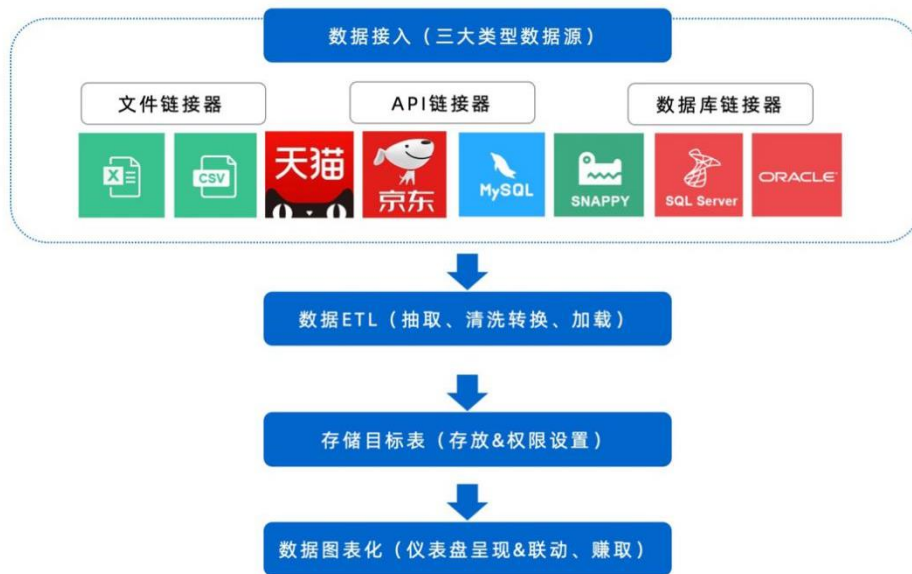 数据接入（三大类型数据源）
文件链接器
API链接器
数据库链接器
X
CSV
天猫
京东
MySQL
SNAPPY
SQL Server
ORACLE
数据ETL（抽取、清洗转换、加载）
存储目标表（存放&权限设置）
数据图表化（仪表盘呈现&联动、赚取）